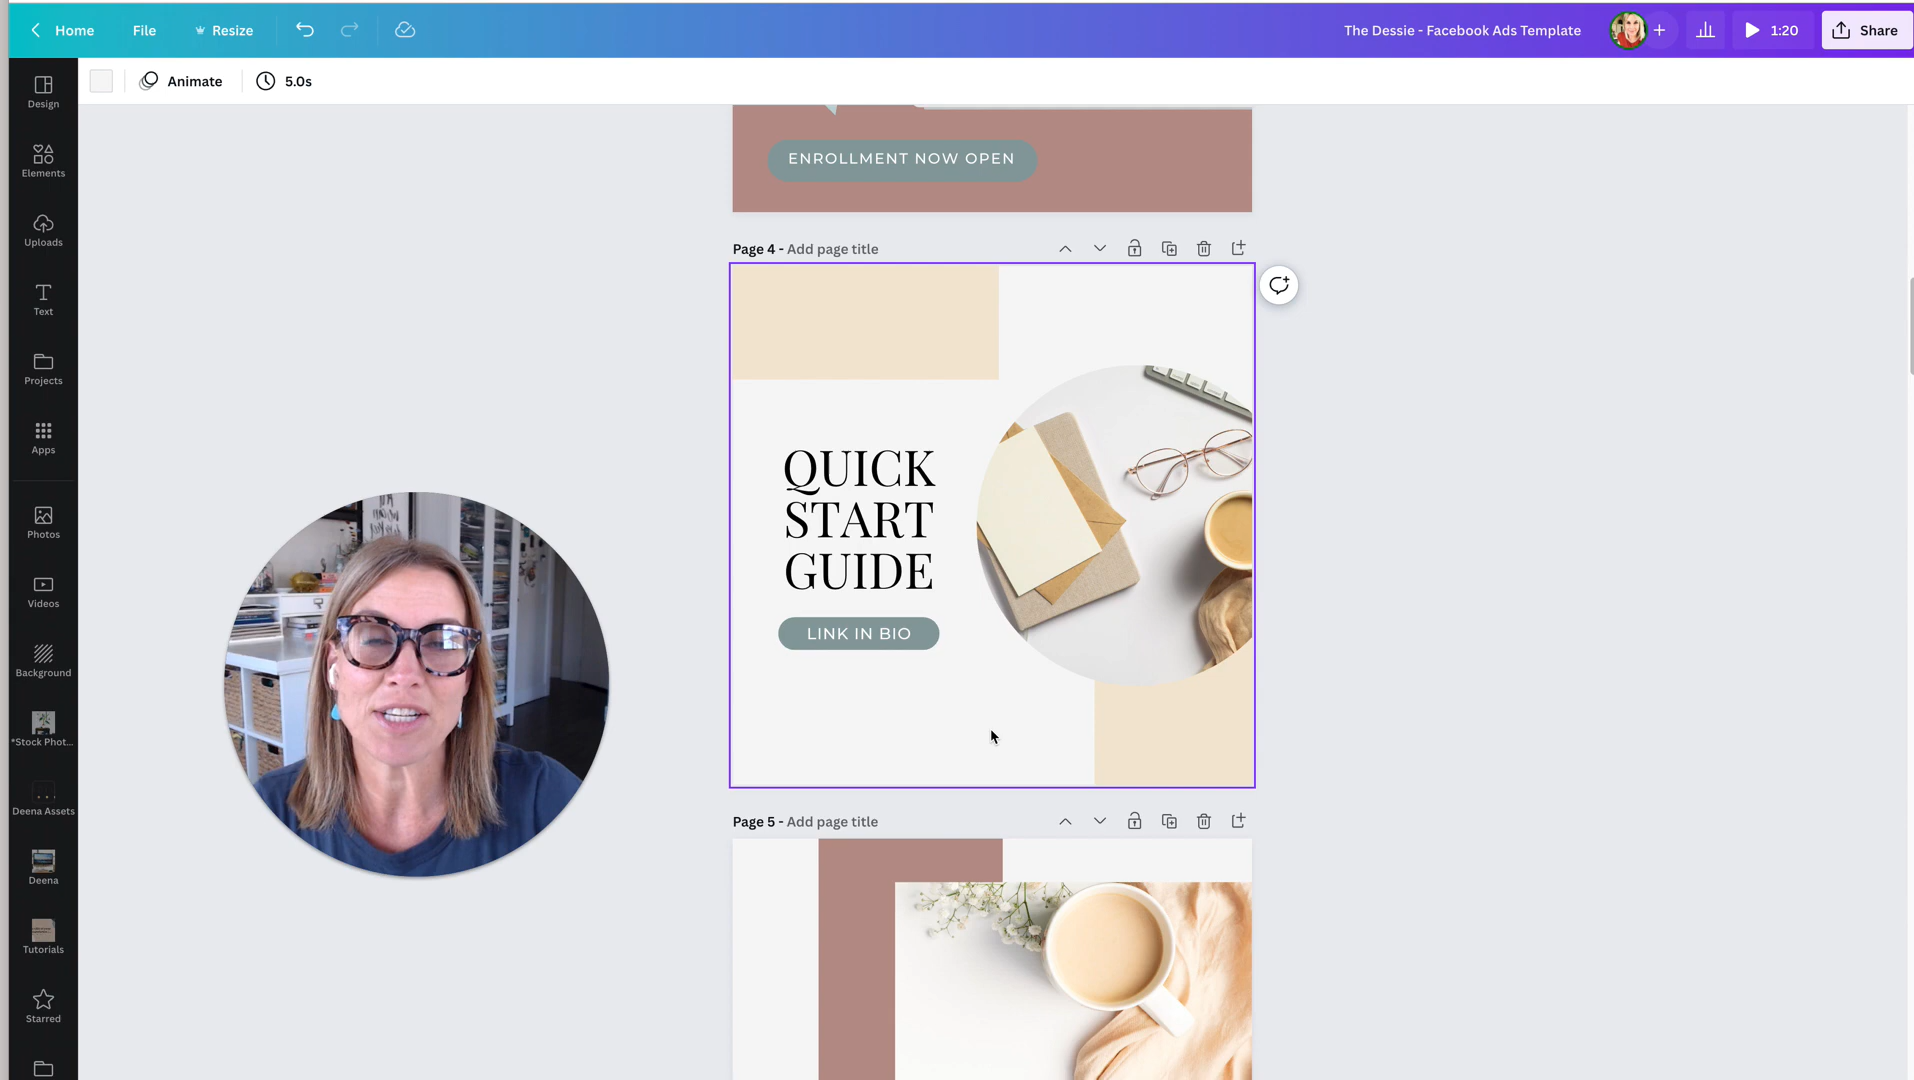 Home File Resize The Dessie - Facebook Ads Template 1:20 Share
Animate 5.0s
Design
Elements
Uploads
Text
Projects
Apps
Photos
Videos
Background
*Stock Phot...
Deena Assets
Deena
Tutorials
Starred
ENROLLMENT NOW OPEN
Page 4 - Add page title
QUICK
START
GUIDE
LINK IN BIO
Page 5 - Add page title